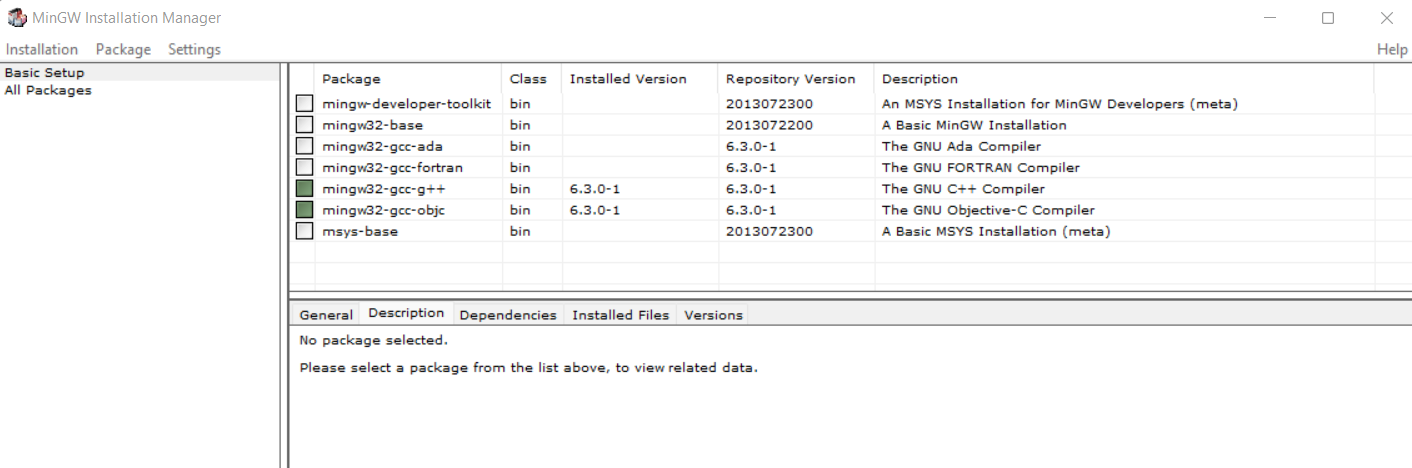 MinGW Installation Manager
Installation Package Settings Help
Basic Setup
All Packages
Package Class Installed Version Repository Version Description
mingw-developer-toolkit bin 2013072300 An MSYS Installation for MinGW Developers (meta)
mingw32-base bin 2013072200 A Basic MinGW Installation
mingw32-gcc-ada bin 6.3.0-1 The GNU Ada Compiler
mingw32-gcc-fortran bin 6.3.0-1 The GNU FORTRAN Compiler
mingw32-gcc-g++ bin 6.3.0-1 6.3.0-1 The GNU C++ Compiler
mingw32-gcc-objc bin 6.3.0-1 6.3.0-1 The GNU Objective-C Compiler
msys-base bin 2013072300 A Basic MSYS Installation (meta)
General Description Dependencies Installed Files Versions
No package selected.
Please select a package from the list above, to view related data.